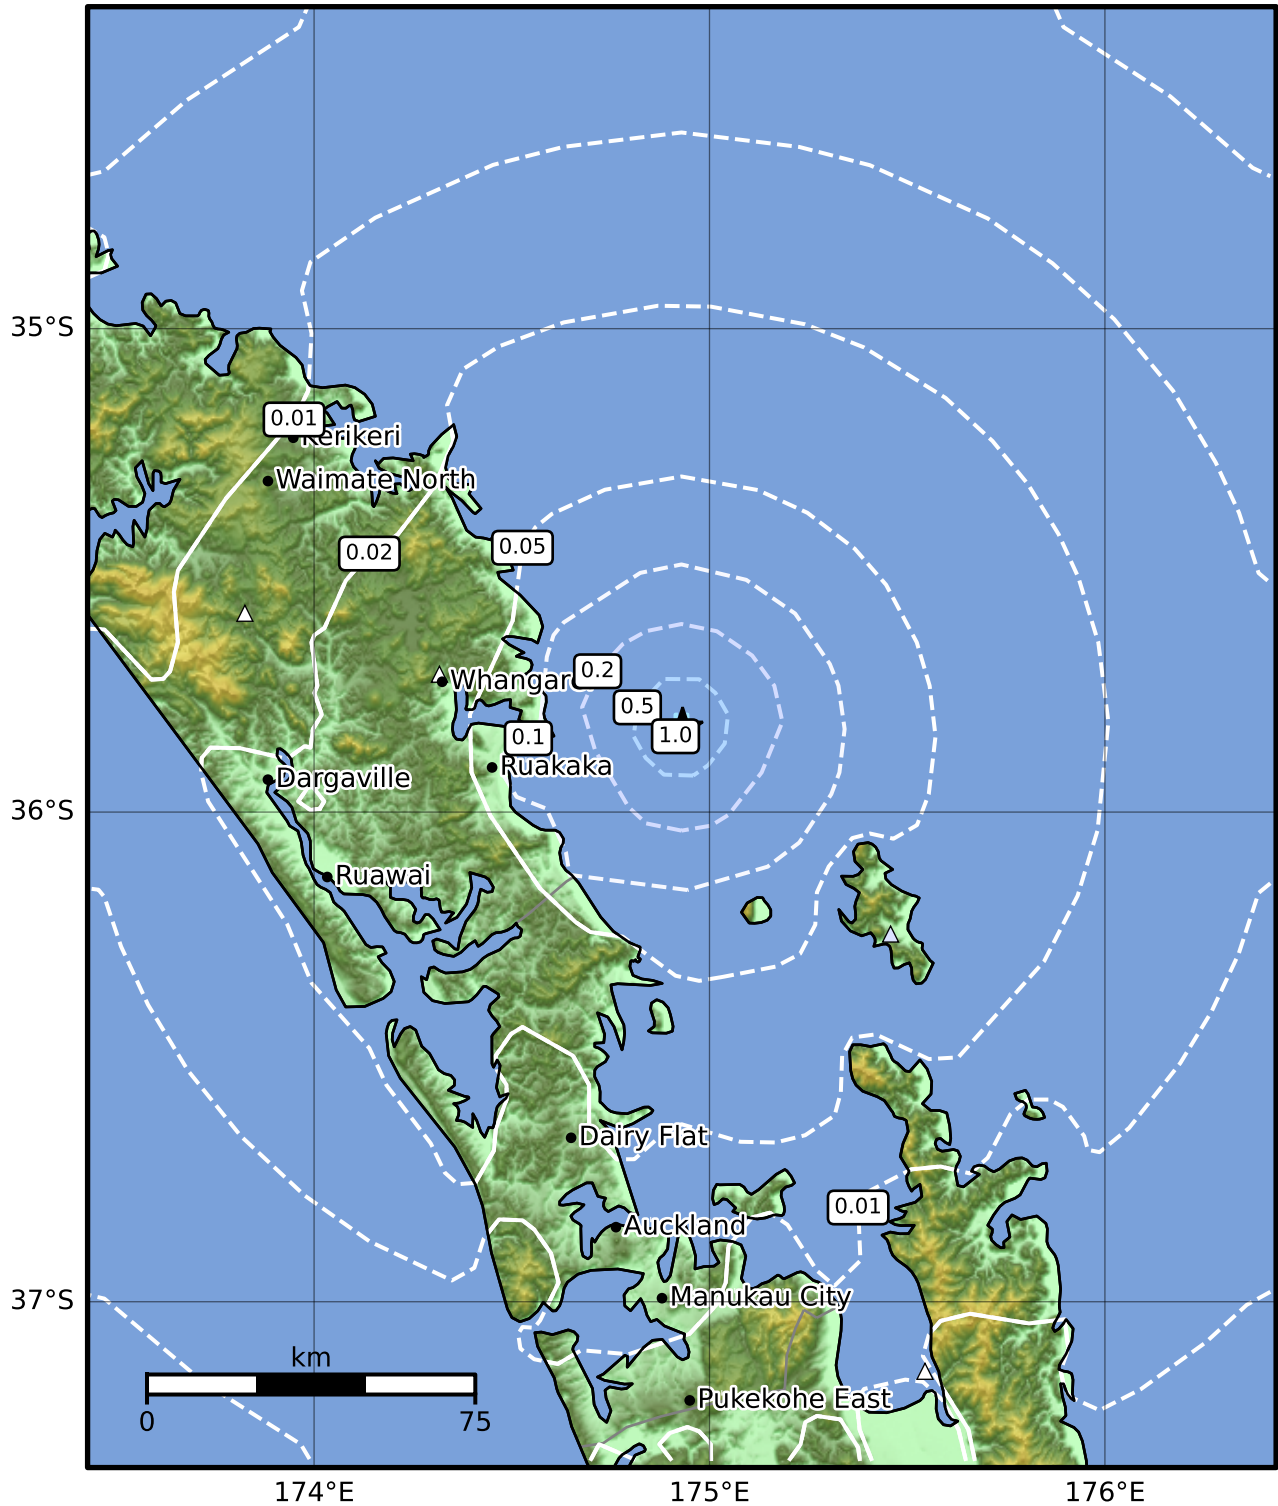 35°S
0.01
Kerikeri
Waimate North
0.02
0.05
Whangar
0.2
0.5
0.1
1.0
Ruakaka
Dargaville
36°S
Ruawai
Dairy Flat
0.01
Auckland
37°S
Manukau City
km
Pukekohe East
0
75
174°E
175°E
176°E